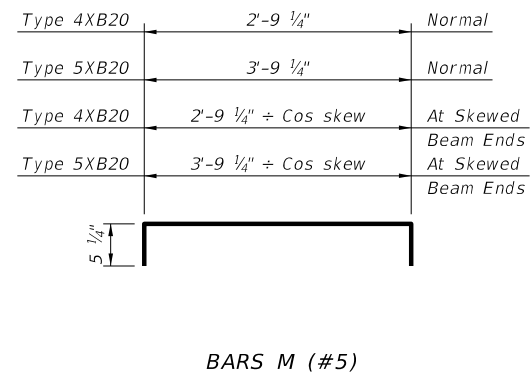 Type 4XB20 2'-9 ¼" Normal
Type 5XB20 3'-9 ¼" Normal
Type 4XB20 2'-9 ¼" ÷ Cos skew At Skewed
Beam Ends
Type 5XB20 3'-9 ¼" ÷ Cos skew At Skewed
Beam Ends
5 ¼"
BARS M (#5)